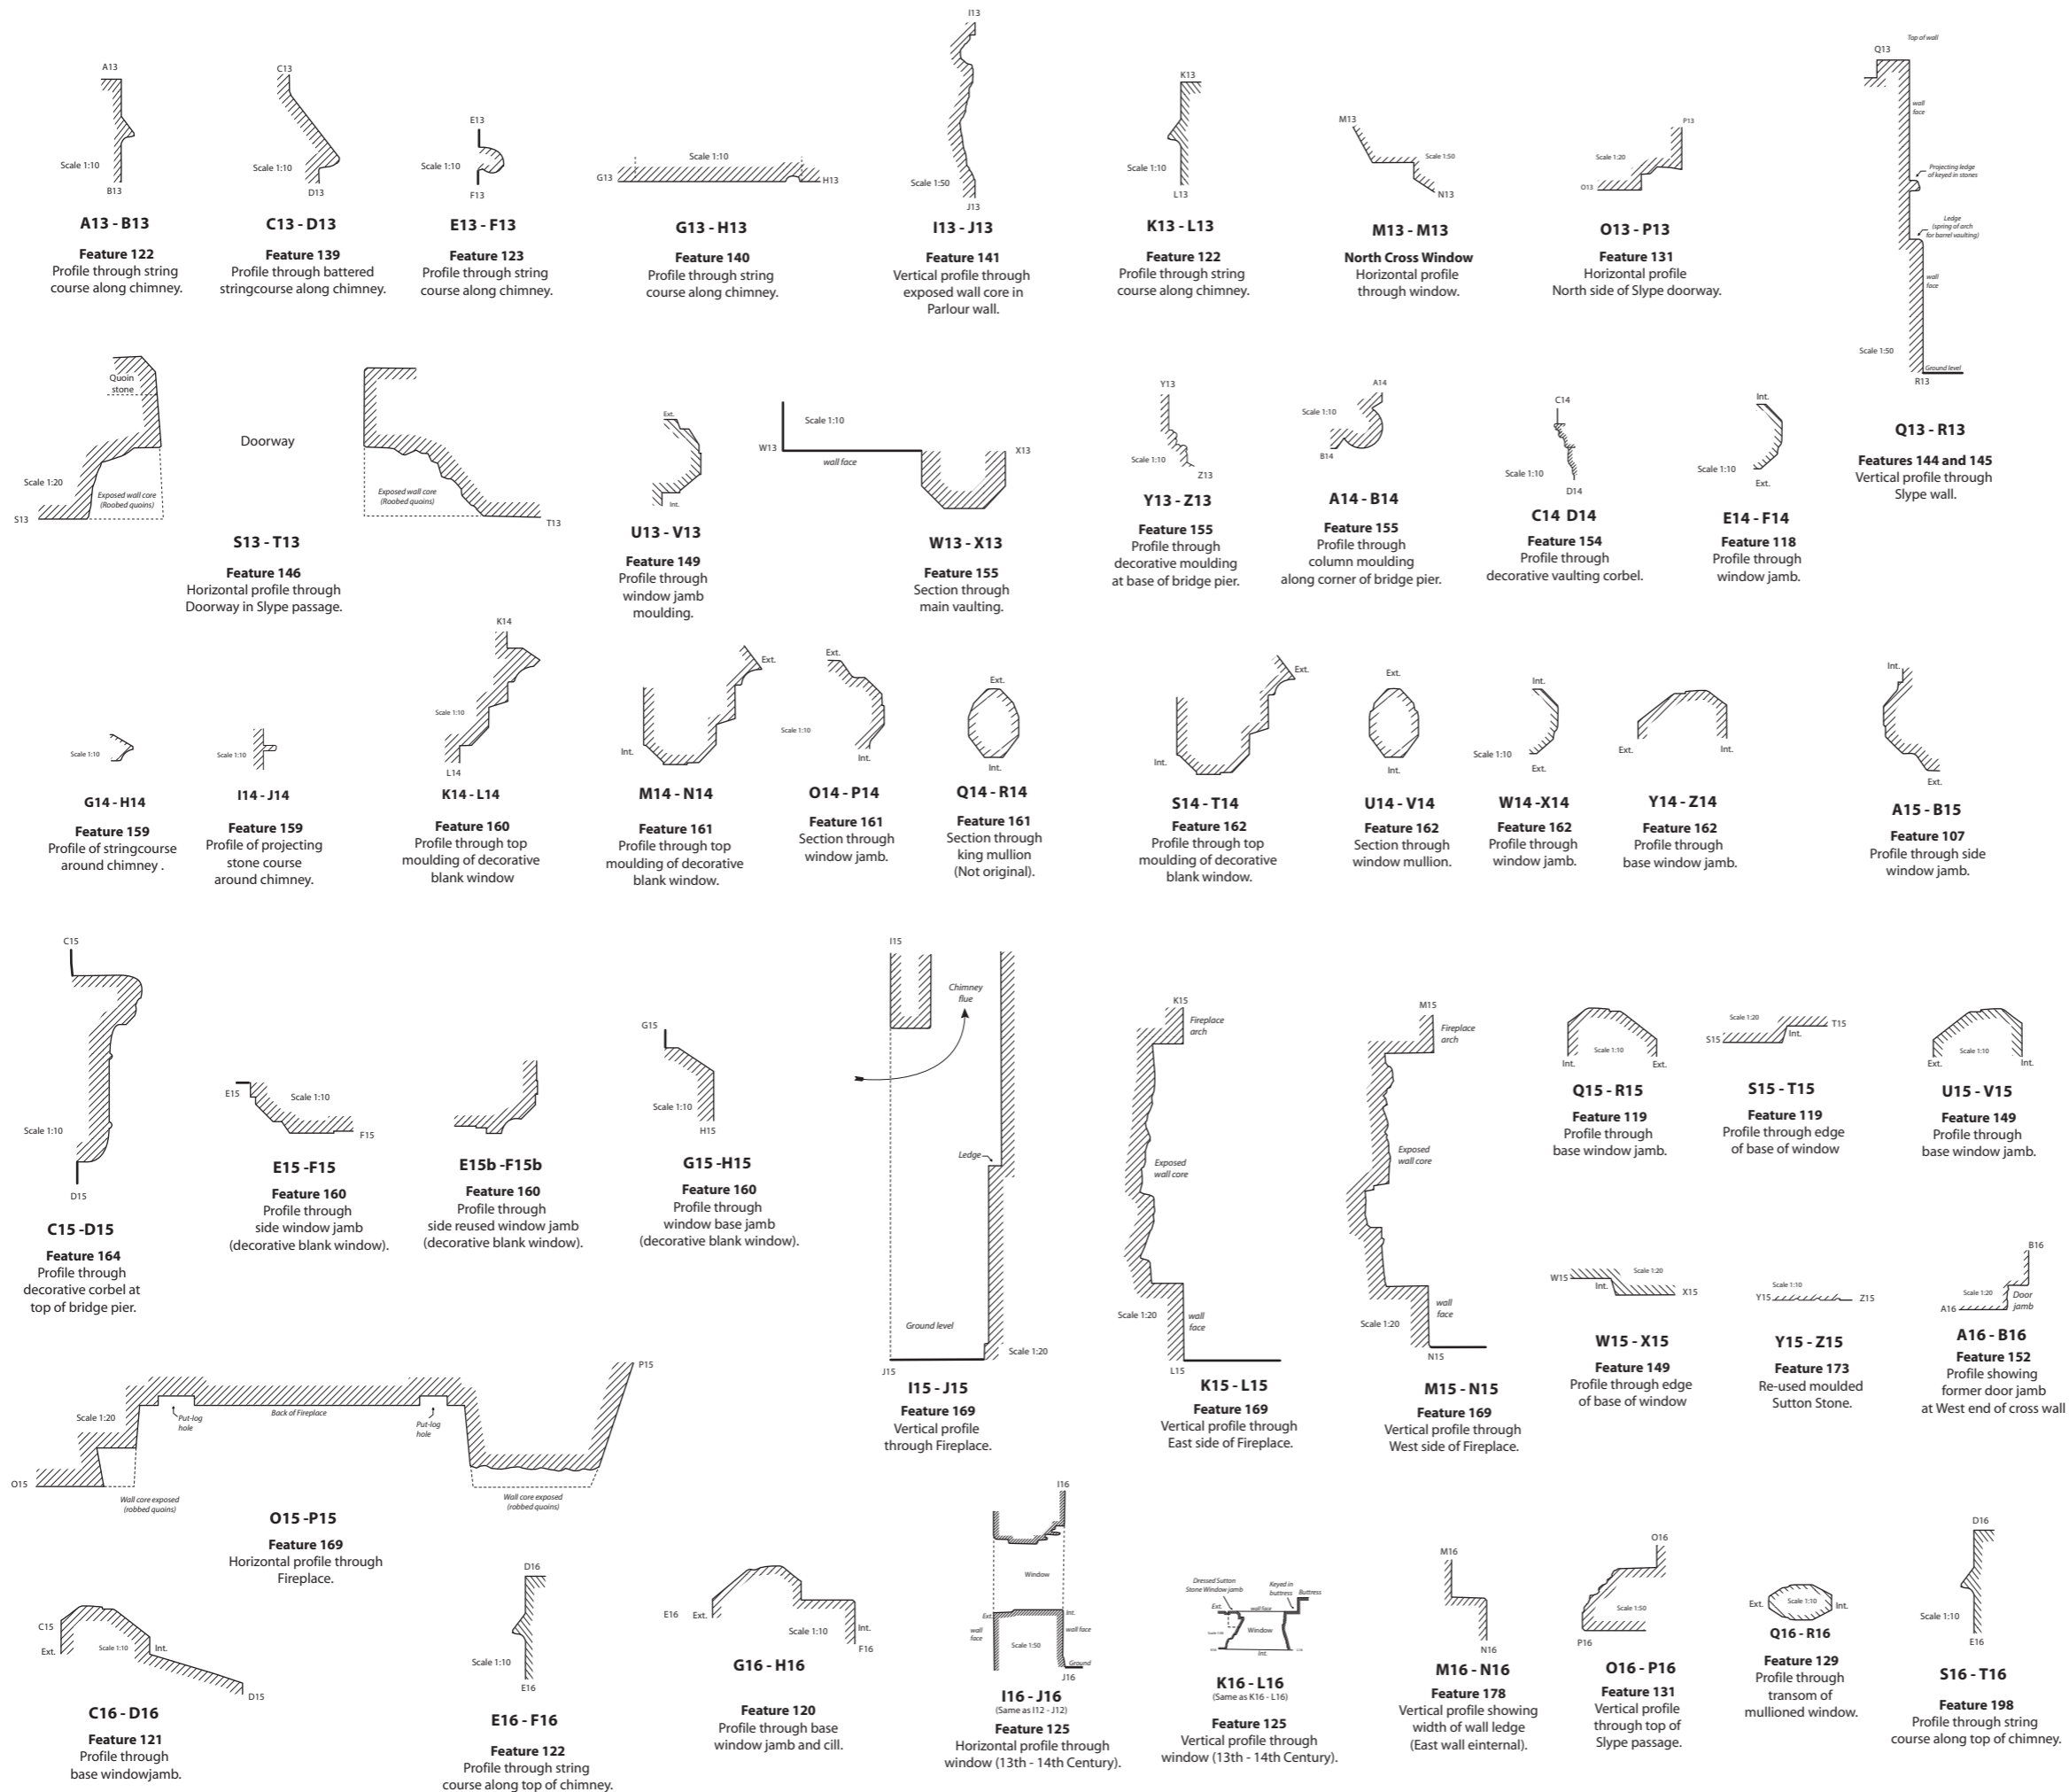 A13
Scale 1:10
B13
A13 - B13
Feature 122
Profile through string
course along chimney.
C13
Scale 1:10
D13
C13 - D13
Feature 139
Profile through battered
stringcourse along chimney.
E13
Scale 1:10
F13
E13 - F13
Feature 123
Profile through string
course along chimney.
Scale 1:10
G13
H13
G13 - H13
Feature 140
Profile through string
course along chimney.
I13
Scale 1:50
J13
I13 - J13
Feature 141
Vertical profile through
exposed wall core in
Parlour wall.
K13
Scale 1:10
L13
K13 - L13
Feature 122
Profile through string
course along chimney.
M13
Scale 1:50
N13
M13 - M13
North Cross Window
Horizontal profile
through window.
P13
Scale 1:20
O13
O13 - P13
Feature 131
Horizontal profile
North side of Slype doorway.
Top of wall
Q13
wall
face
Projecting ledge
of keyed in stones
Ledge
(spring of arch
for barrel vaulting)
wall
face
Scale 1:50
Ground level
R13
Q13 - R13
Features 144 and 145
Vertical profile through
Slype wall.
Quoin
stone
Doorway
Scale 1:20
Exposed wall core
(Roobed quoins)
Exposed wall core
(Roobed quoins)
S13
T13
S13 - T13
Feature 146
Horizontal profile through
Doorway in Slype passage.
Ext.
Int.
U13 - V13
Feature 149
Profile through
window jamb
moulding.
Scale 1:10
W13
wall face
X13
W13 - X13
Feature 155
Section through
main vaulting.
Y13
Scale 1:10
Z13
Y13 - Z13
Feature 155
Profile through
decorative moulding
at base of bridge pier.
A14
Scale 1:10
B14
A14 - B14
Feature 155
Profile through
column moulding
along corner of bridge pier.
C14
Scale 1:10
D14
C14 D14
Feature 154
Profile through
decorative vaulting corbel.
Int.
Scale 1:10
Ext.
E14 - F14
Feature 118
Profile through
window jamb.
Scale 1:10
G14 - H14
Feature 159
Profile of stringcourse
around chimney .
Scale 1:10
I14 - J14
Feature 159
Profile of projecting
stone course
around chimney.
K14
Scale 1:10
L14
K14 - L14
Feature 160
Profile through top
moulding of decorative
blank window
Ext.
Int.
M14 - N14
Feature 161
Profile through top
moulding of decorative
blank window.
Ext.
Scale 1:10
Int.
O14 - P14
Feature 161
Section through
window jamb.
Ext.
Int.
Q14 - R14
Feature 161
Section through
king mullion
(Not original).
Ext.
Int.
S14 - T14
Feature 162
Profile through top
moulding of decorative
blank window.
Ext.
Int.
U14 - V14
Feature 162
Section through
window mullion.
Int.
Scale 1:10
Ext.
W14 -X14
Feature 162
Profile through
window jamb.
Ext.
Int.
Y14 - Z14
Feature 162
Profile through
base window jamb.
Int.
Ext.
A15 - B15
Feature 107
Profile through side
window jamb.
C15
Scale 1:10
D15
C15 -D15
Feature 164
Profile through
decorative corbel at
top of bridge pier.
E15
Scale 1:10
F15
E15 -F15
Feature 160
Profile through
side window jamb
(decorative blank window).
E15b -F15b
Feature 160
Profile through
side reused window jamb
(decorative blank window).
G15
Scale 1:10
H15
G15 -H15
Feature 160
Profile through
window base jamb
(decorative blank window).
I15
Chimney
flue
Ledge
Ground level
Scale 1:20
J15
I15 - J15
Feature 169
Vertical profile
through Fireplace.
K15
Fireplace
arch
Exposed
wall core
Scale 1:20
wall
face
L15
K15 - L15
Feature 169
Vertical profile through
East side of Fireplace.
M15
Fireplace
arch
Exposed
wall core
wall
face
Scale 1:20
N15
M15 - N15
Feature 169
Vertical profile through
West side of Fireplace.
Scale 1:10
Int.
Ext.
Q15 - R15
Feature 119
Profile through
base window jamb.
Scale 1:20
T15
S15
Int.
S15 - T15
Feature 119
Profile through edge
of base of window
Scale 1:10
Ext.
Int.
U15 - V15
Feature 149
Profile through
base window jamb.
W15
Scale 1:20
Int.
X15
W15 - X15
Feature 149
Profile through edge
of base of window
Scale 1:10
Y15
Z15
Y15 - Z15
Feature 173
Re-used moulded
Sutton Stone.
B16
Scale 1:20
Door
jamb
A16
A16 - B16
Feature 152
Profile showing
former door jamb
at West end of cross wall
P15
Scale 1:20
Put-log
hole
Back of Fireplace
Put-log
hole
O15
Wall core exposed
(robbed quoins)
Wall core exposed
(robbed quoins)
O15 -P15
Feature 169
Horizontal profile through
Fireplace.
C15
Ext.
Scale 1:10
Int.
D15
C16 - D16
Feature 121
Profile through
base windowjamb.
D16
Scale 1:10
E16
E16 - F16
Feature 122
Profile through string
course along top of chimney.
E16
Ext.
Scale 1:10
Int.
F16
G16 - H16
Feature 120
Profile through base
window jamb and cill.
I16
Window
Ext.
Int.
wall
face
wall face
Scale 1:50
Ground
J16
I16 - J16
(Same as I12 - J12)
Feature 125
Horizontal profile through
window (13th - 14th Century).
Dressed Sutton
Stone Window jamb
Keyed in
buttress
Buttress
Ext.
wall face
Window
Int.
K16 - L16
(Same as K16 - L16)
Feature 125
Vertical profile through
window (13th - 14th Century).
M16
N16
M16 - N16
Feature 178
Vertical profile showing
width of wall ledge
(East wall einternal).
O16
Scale 1:50
P16
O16 - P16
Feature 131
Vertical profile
through top of
Slype passage.
Ext.
Scale 1:10
Int.
Q16 - R16
Feature 129
Profile through
transom of
mullioned window.
D16
Scale 1:10
E16
S16 - T16
Feature 198
Profile through string
course along top of chimney.